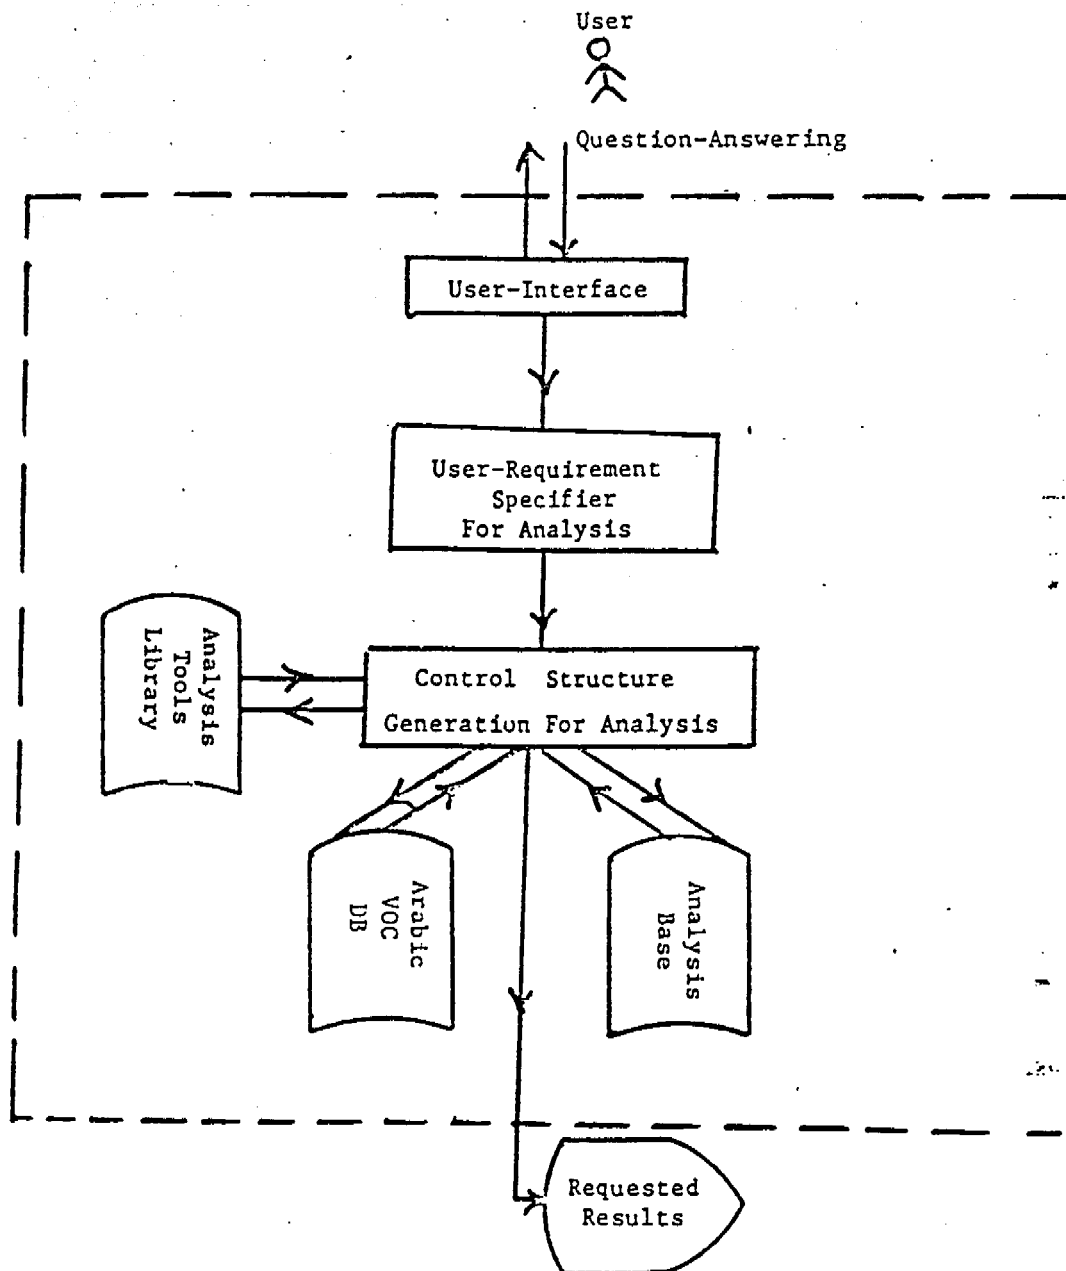 User
Question-Answering
User-Interface
User-Requirement
Specifier
For Analysis
Analysis
Tools
Library
Control Structure
Generation For Analysis
Arabic
VOC
DB
Analysis
Base
Requested
Results